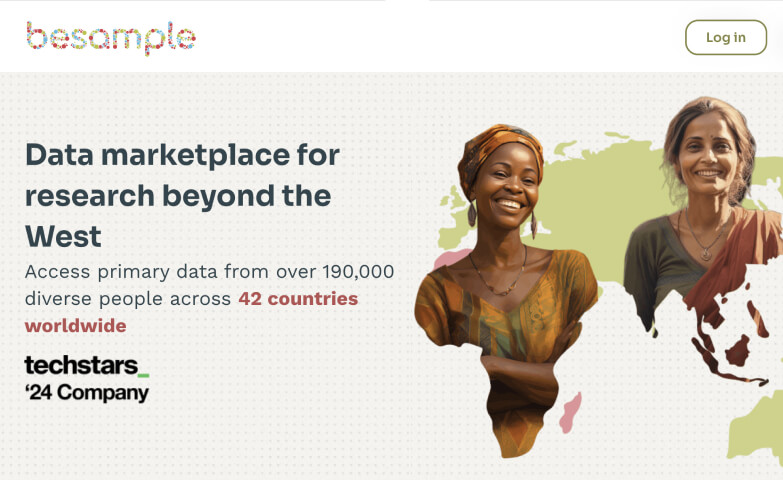 besample
Log in
Data marketplace for
research beyond the
West
Access primary data from over 190,000
diverse people across 42 countries
worldwide
techstars_
‘24 Company